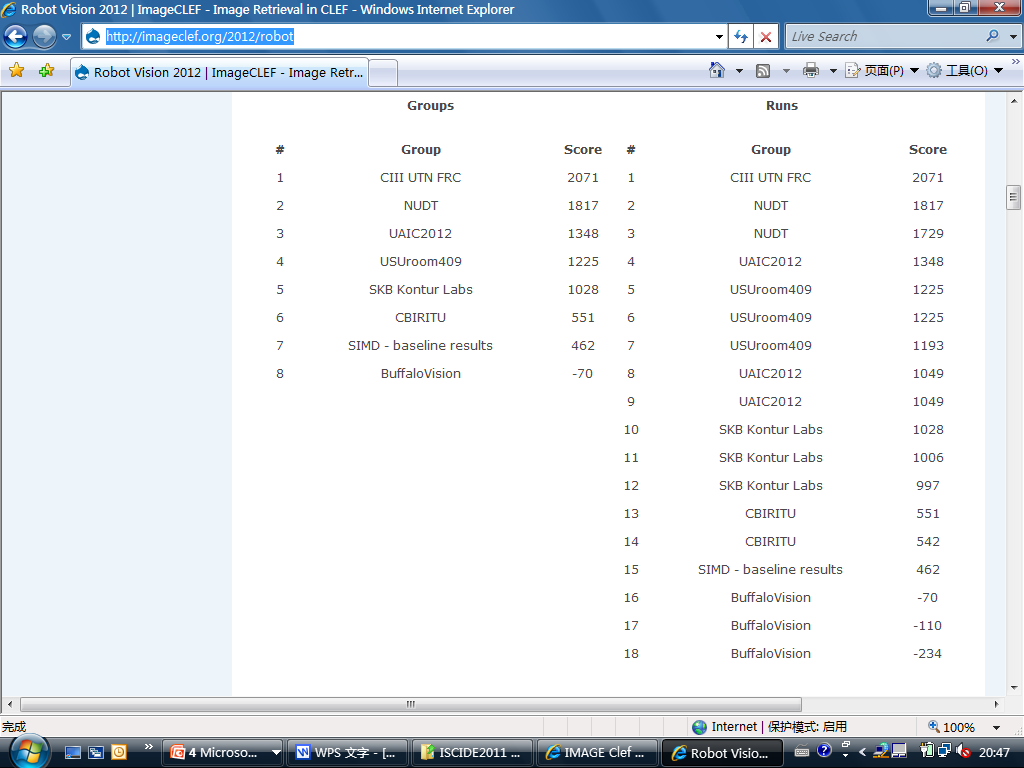 Robot Vision 2012 | ImageCLEF - Image Retrieval in CLEF - Windows Internet Explorer
http://imageclef.org/2012/robot
Live Search
Robot Vision 2012 | ImageCLEF - Image Retr...
页面(P) 工具(O)
Groups Runs
# Group Score # Group Score
1 CIII UTN FRC 2071 1 CIII UTN FRC 2071
2 NUDT 1817 2 NUDT 1817
3 UAIC2012 1348 3 NUDT 1729
4 USUroom409 1225 4 UAIC2012 1348
5 SKB Kontur Labs 1028 5 USUroom409 1225
6 CBIRITU 551 6 USUroom409 1225
7 SIMD - baseline results 462 7 USUroom409 1193
8 BuffaloVision -70 8 UAIC2012 1049
9 UAIC2012 1049
10 SKB Kontur Labs 1028
11 SKB Kontur Labs 1006
12 SKB Kontur Labs 997
13 CBIRITU 551
14 CBIRITU 542
15 SIMD - baseline results 462
16 BuffaloVision -70
17 BuffaloVision -110
18 BuffaloVision -234
完成 Internet | 保护模式: 启用 100%
4 Microso... WPS 文字 - [... ISCIDE2011 ... IMAGE Clef ... Robot Visio... 20:47